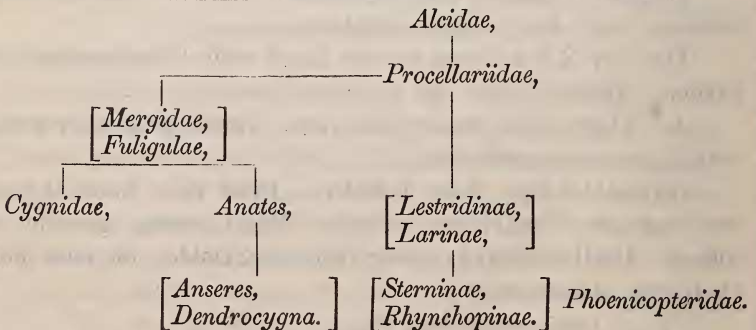 Alcidae,
Procellariidae,
[Mergidae,
Fuligulae,]
Cygnidae, Anates, [Lestridinae,
Larinae,]
[Anseres,
Dendrocygna.] [Sterninae,
Rhynchopinae.] Phoenicopteridae.